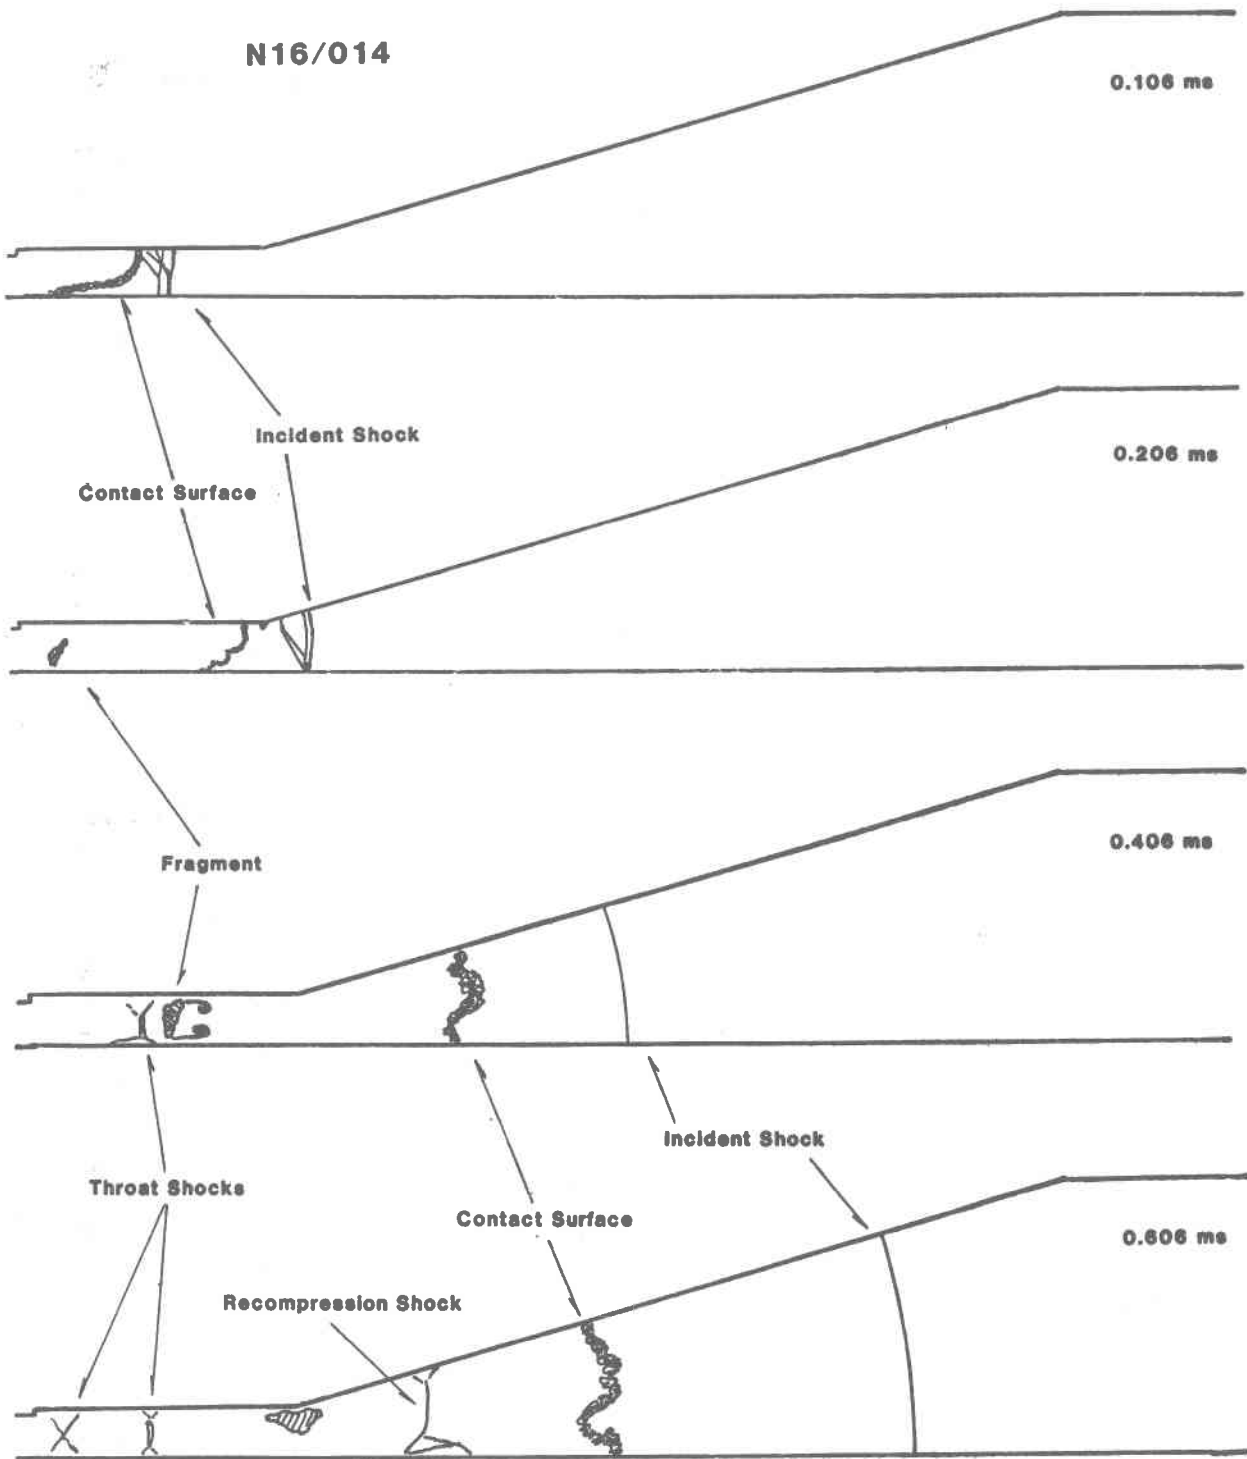 N16/014
0.106 ms
Incident Shock
0.206 ms
Contact Surface
0.406 ms
Fragment
Incident Shock
Throat Shocks
Contact Surface
0.606 ms
Recompression Shock